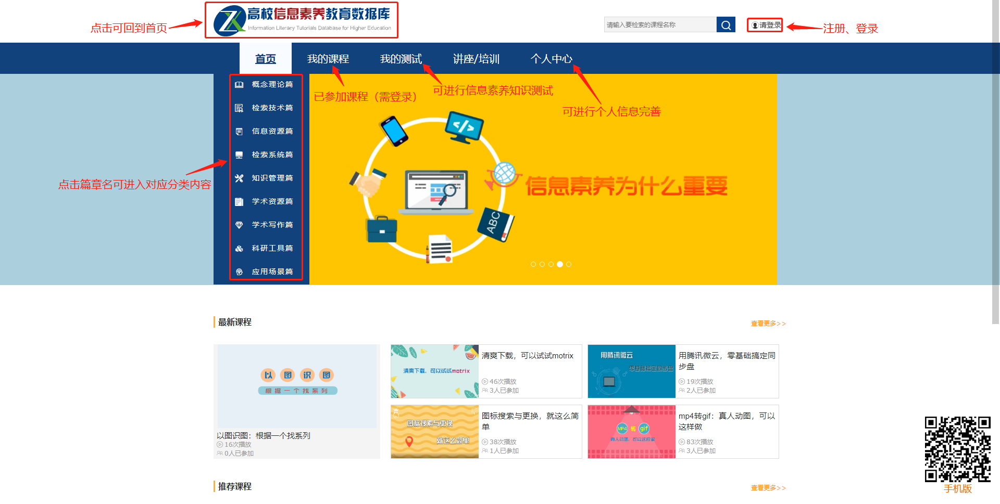 高校信息素养教育数据库
Information Literacy Tutorials Database for Higher Education
点击可回到首页
请输入要检索的课程名称
请登录
注册、登录
首页
我的课程
我的测试
讲座/培训
个人中心
已参加课程（需登录）
可进行信息素养知识测试
可进行个人信息完善
概念理论篇
检索技术篇
信息资源篇
检索系统篇
知识管理篇
学术资源篇
学术写作篇
科研工具篇
应用场景篇
点击篇章名可进入对应分类内容
信息素养为什么重要
ABC
最新课程
查看更多>>
以图识图
根据一个找系列
以图识图：根据一个找系列
16次播放
0人已参加
清爽下载，可以试试motrix
清爽下载，可以试试motrix
46次播放
3人已参加
用腾讯微云
零基础搞定同步盘
用腾讯微云，零基础搞定同
步盘
19次播放
2人已参加
图标搜索与更换
就这么简单
图标搜索与更换，就这么简
单
38次播放
1人已参加
MP4 转 gif
真人动图，可以这样做
mp4转gif：真人动图，可以
这样做
83次播放
3人已参加
推荐课程
查看更多>>
手机版